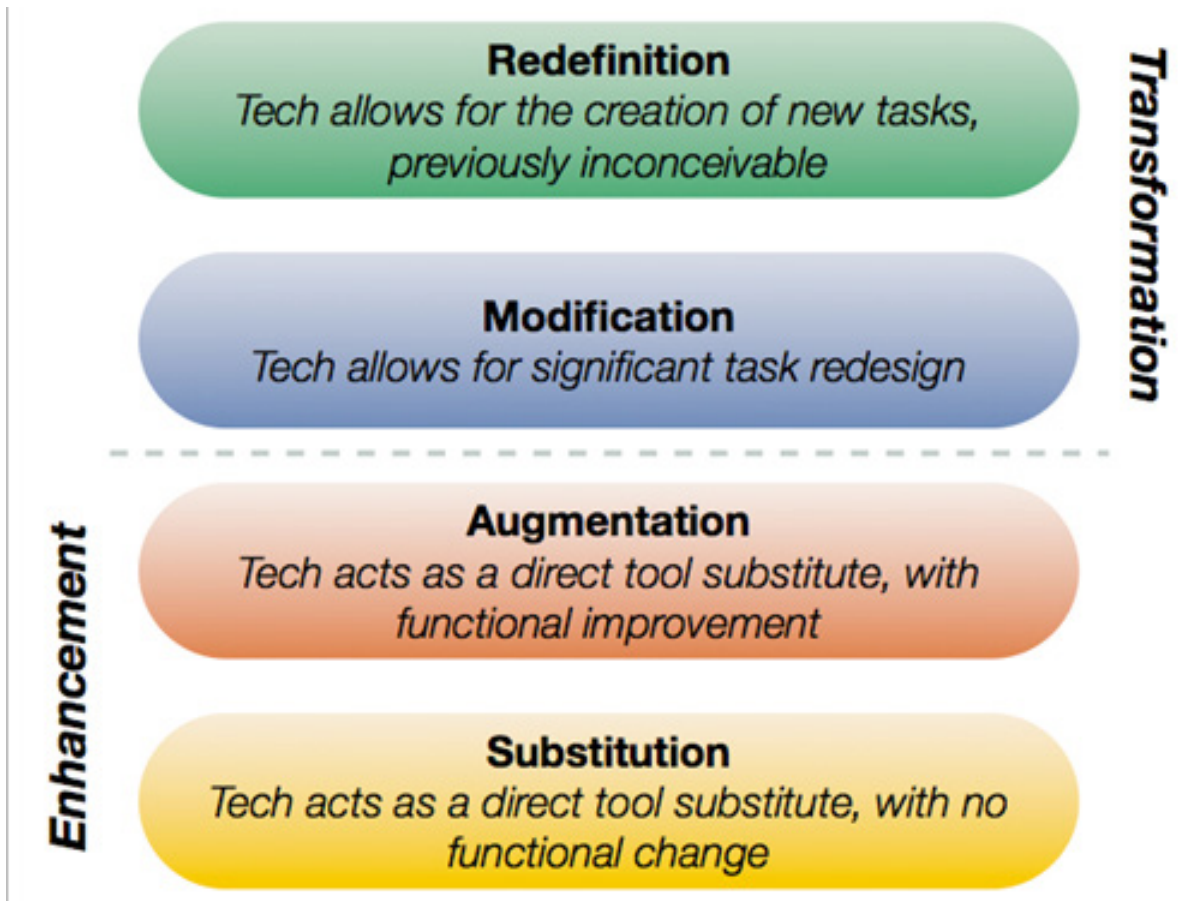 Redefinition
Tech allows for the creation of new tasks,
previously inconceivable
Transformation
Modification
Tech allows for significant task redesign
Augmentation
Tech acts as a direct tool substitute, with
functional improvement
Enhancement
Substitution
Tech acts as a direct tool substitute, with no
functional change